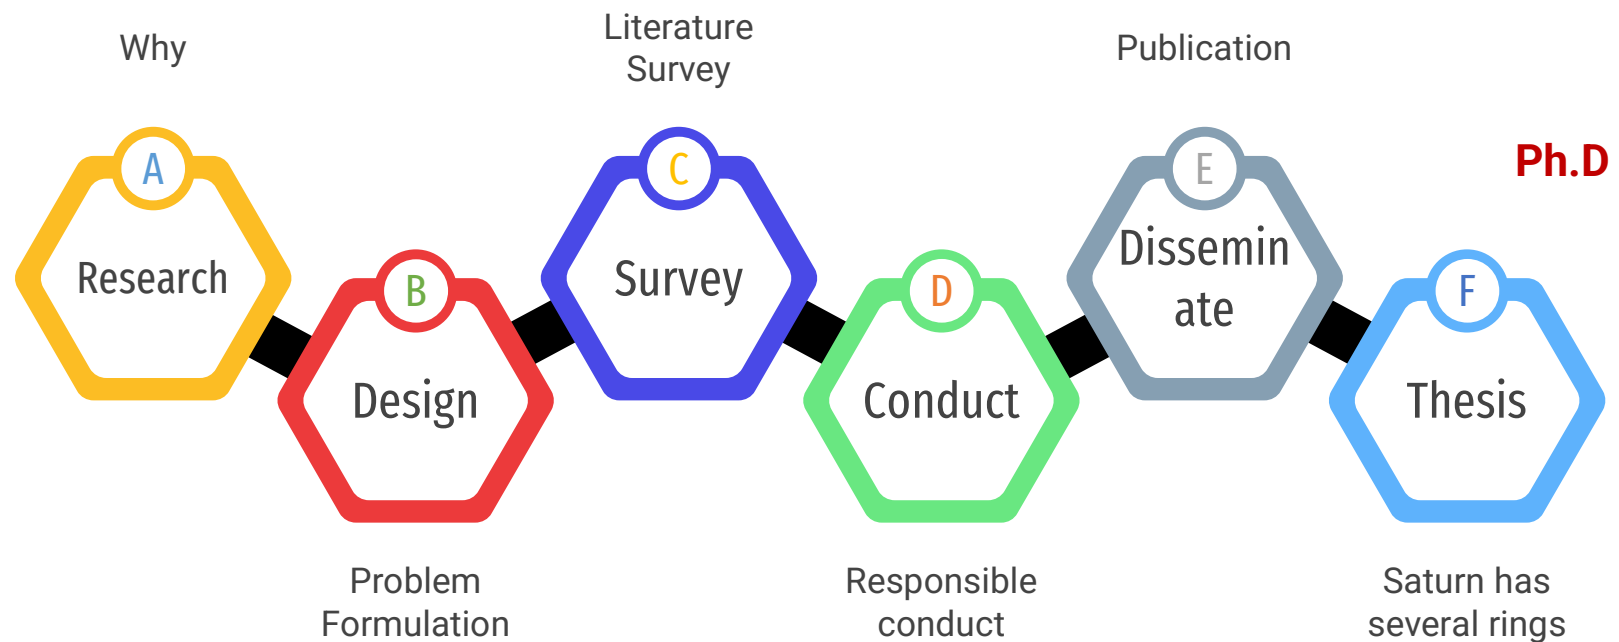 Why
A
Research
B
Design
Problem
Formulation
Literature
Survey
C
Survey
D
Conduct
Responsible
conduct
Publication
E
Dissemin
ate
Ph.D
F
Thesis
Saturn has
several rings